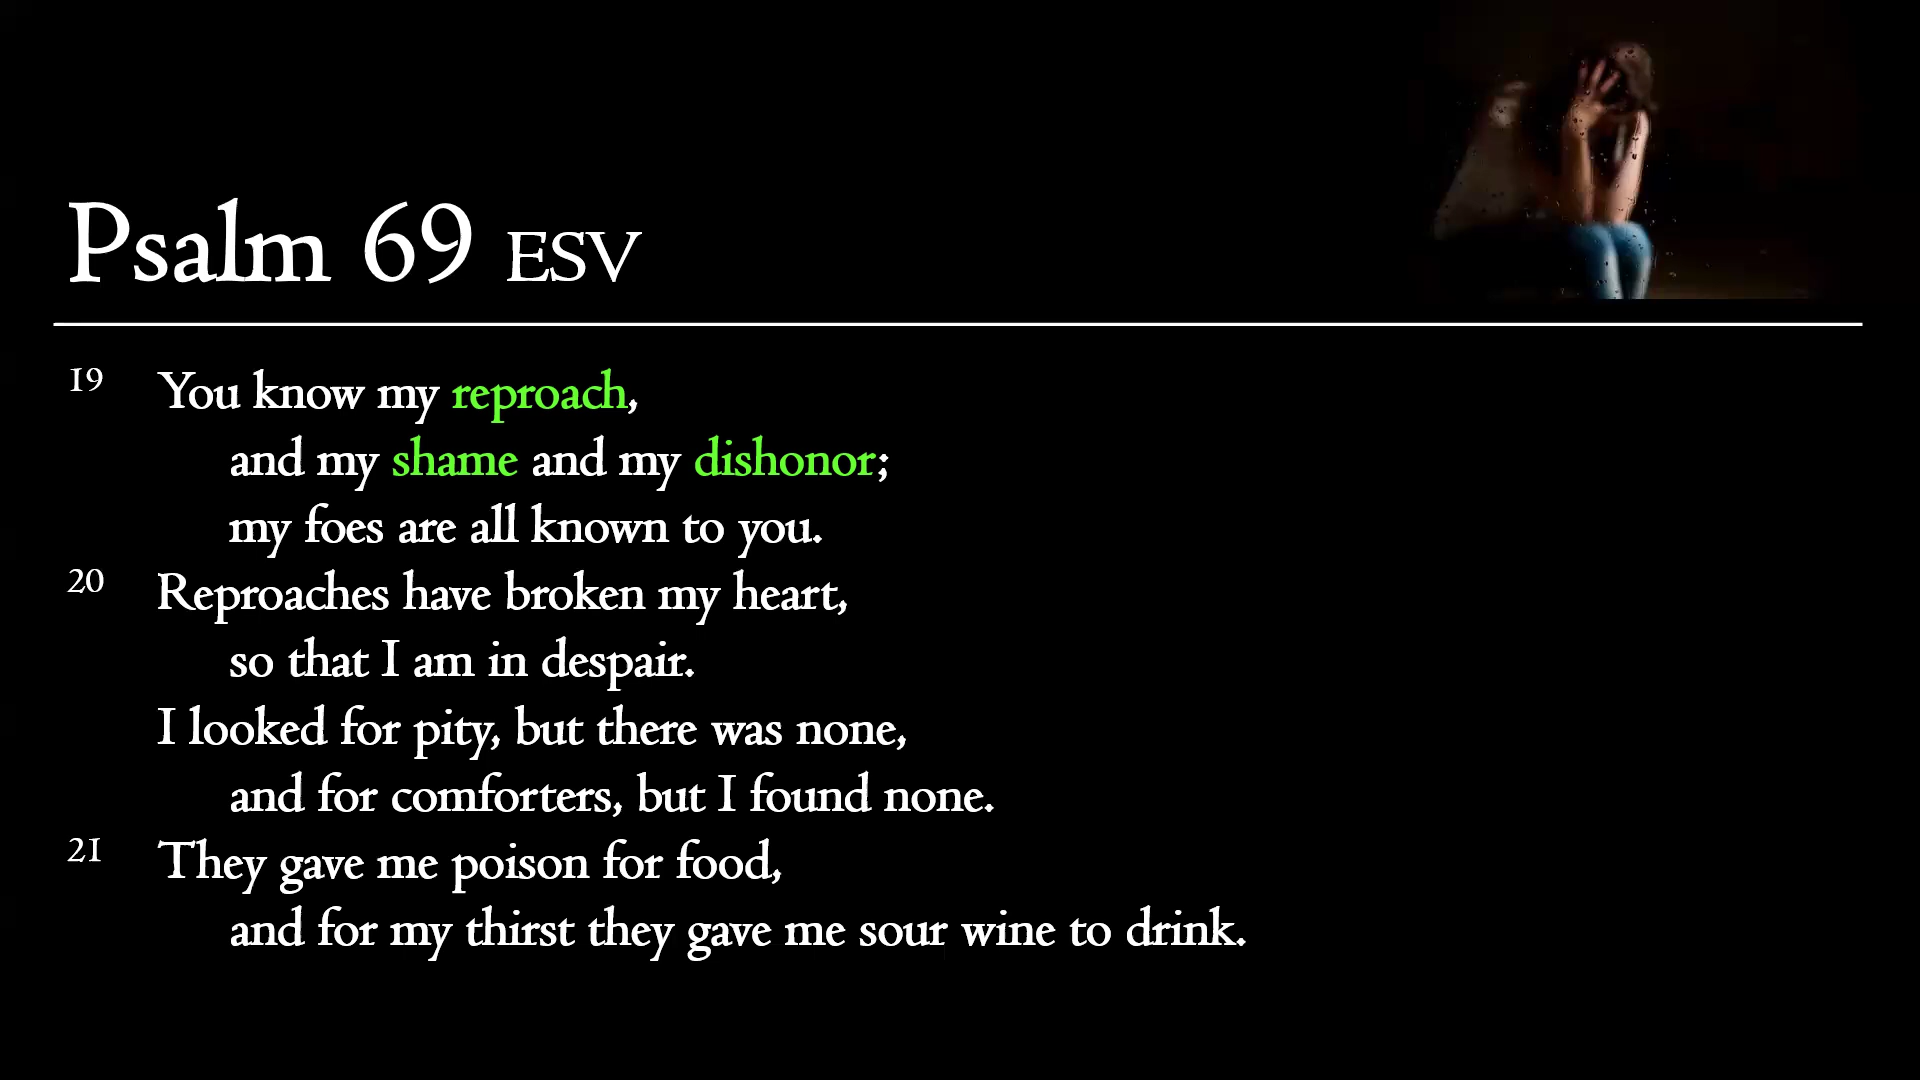 Psalm 69 ESV
19 You know my reproach,
and my shame and my dishonor;
my foes are all known to you.
20 Reproaches have broken my heart,
so that I am in despair.
I looked for pity, but there was none,
and for comforters, but I found none.
21 They gave me poison for food,
and for my thirst they gave me sour wine to drink.